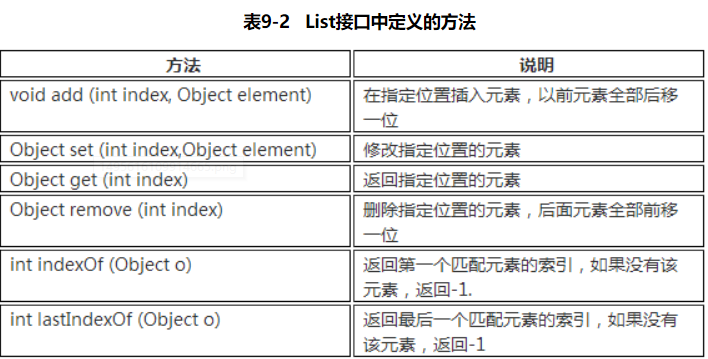 表9-2 List接口中定义的方法
方法 说明
void add (int index, Object element) 在指定位置插入元素，以前元素全部后移
一位
Object set (int index,Object element) 修改指定位置的元素
Object get (int index) 返回指定位置的元素
Object remove (int index) 删除指定位置的元素，后面元素全部前移
一位
int indexOf (Object o) 返回第一个匹配元素的索引，如果没有该
元素，返回-1.
int lastIndexOf (Object o) 返回最后一个匹配元素的索引，如果没有
该元素，返回-1